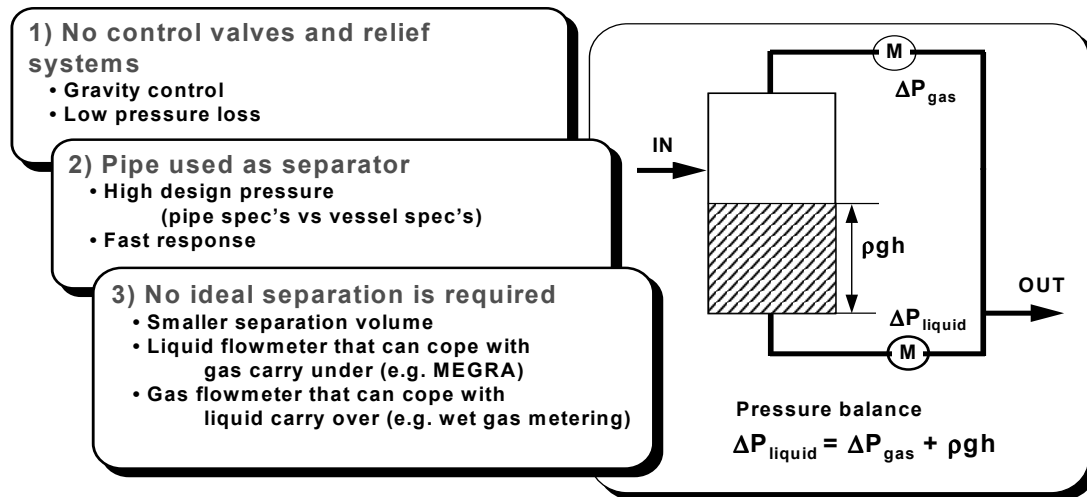 1) No control valves and relief
systems
• Gravity control
• Low pressure loss
2) Pipe used as separator
• High design pressure
(pipe spec's vs vessel spec's)
• Fast response
3) No ideal separation is required
• Smaller separation volume
• Liquid flowmeter that can cope with
gas carry under (e.g. MEGRA)
• Gas flowmeter that can cope with
liquid carry over (e.g. wet gas metering)
M
ΔPgas
IN
ρgh
OUT
ΔPliquid
M
Pressure balance
ΔPliquid = ΔPgas + ρgh